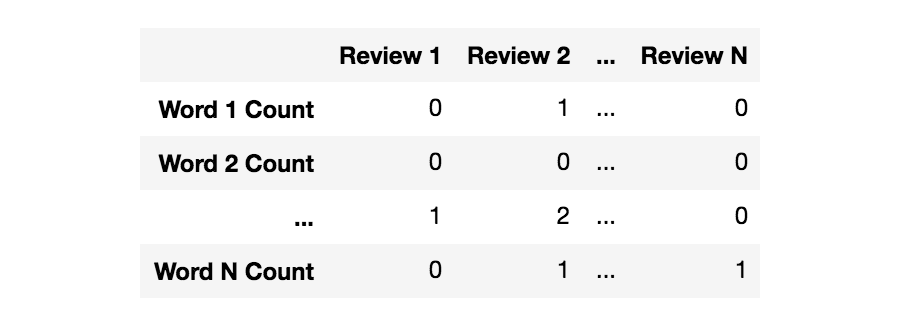 Review 1 Review 2 ... Review N
Word 1 Count 0 1 ... 0
Word 2 Count 0 0 ... 0
... 1 2 ... 0
Word N Count 0 1 ... 1